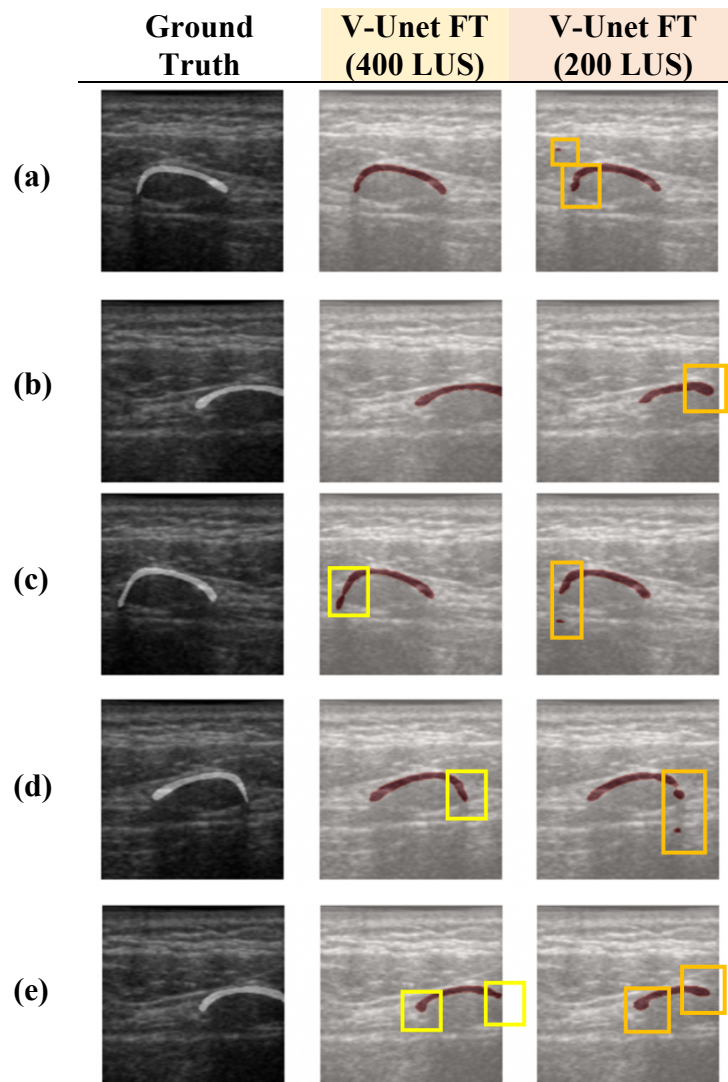 Ground Truth
V-Unet FT (400 LUS)
V-Unet FT (200 LUS)
(a)
(b)
(c)
(d)
(e)